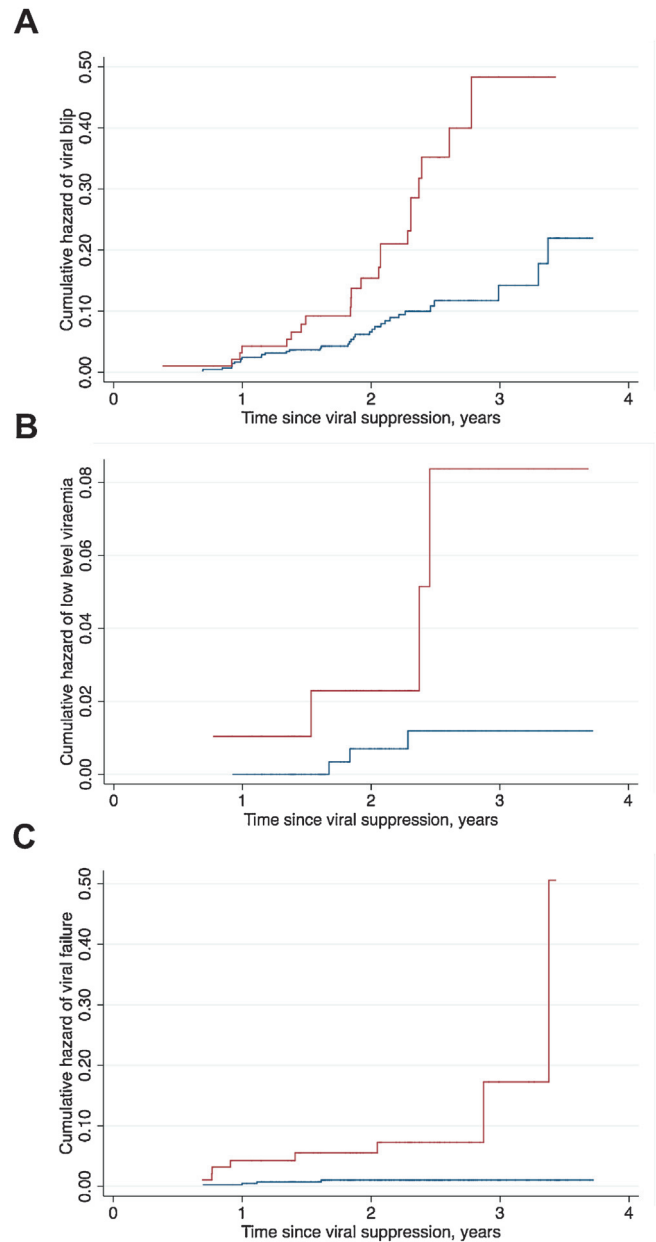 A
Cumulative hazard of viral blip
0.50
0.40
0.30
0.20
0.10
0.00
0 1 2 3 4
Time since viral suppression, years
B
Cumulative hazard of low level viraemia
0.08
0.06
0.04
0.02
0.00
0 1 2 3 4
Time since viral suppression, years
C
Cumulative hazard of viral failure
0.50
0.40
0.30
0.20
0.10
0.00
0 1 2 3 4
Time since viral suppression, years